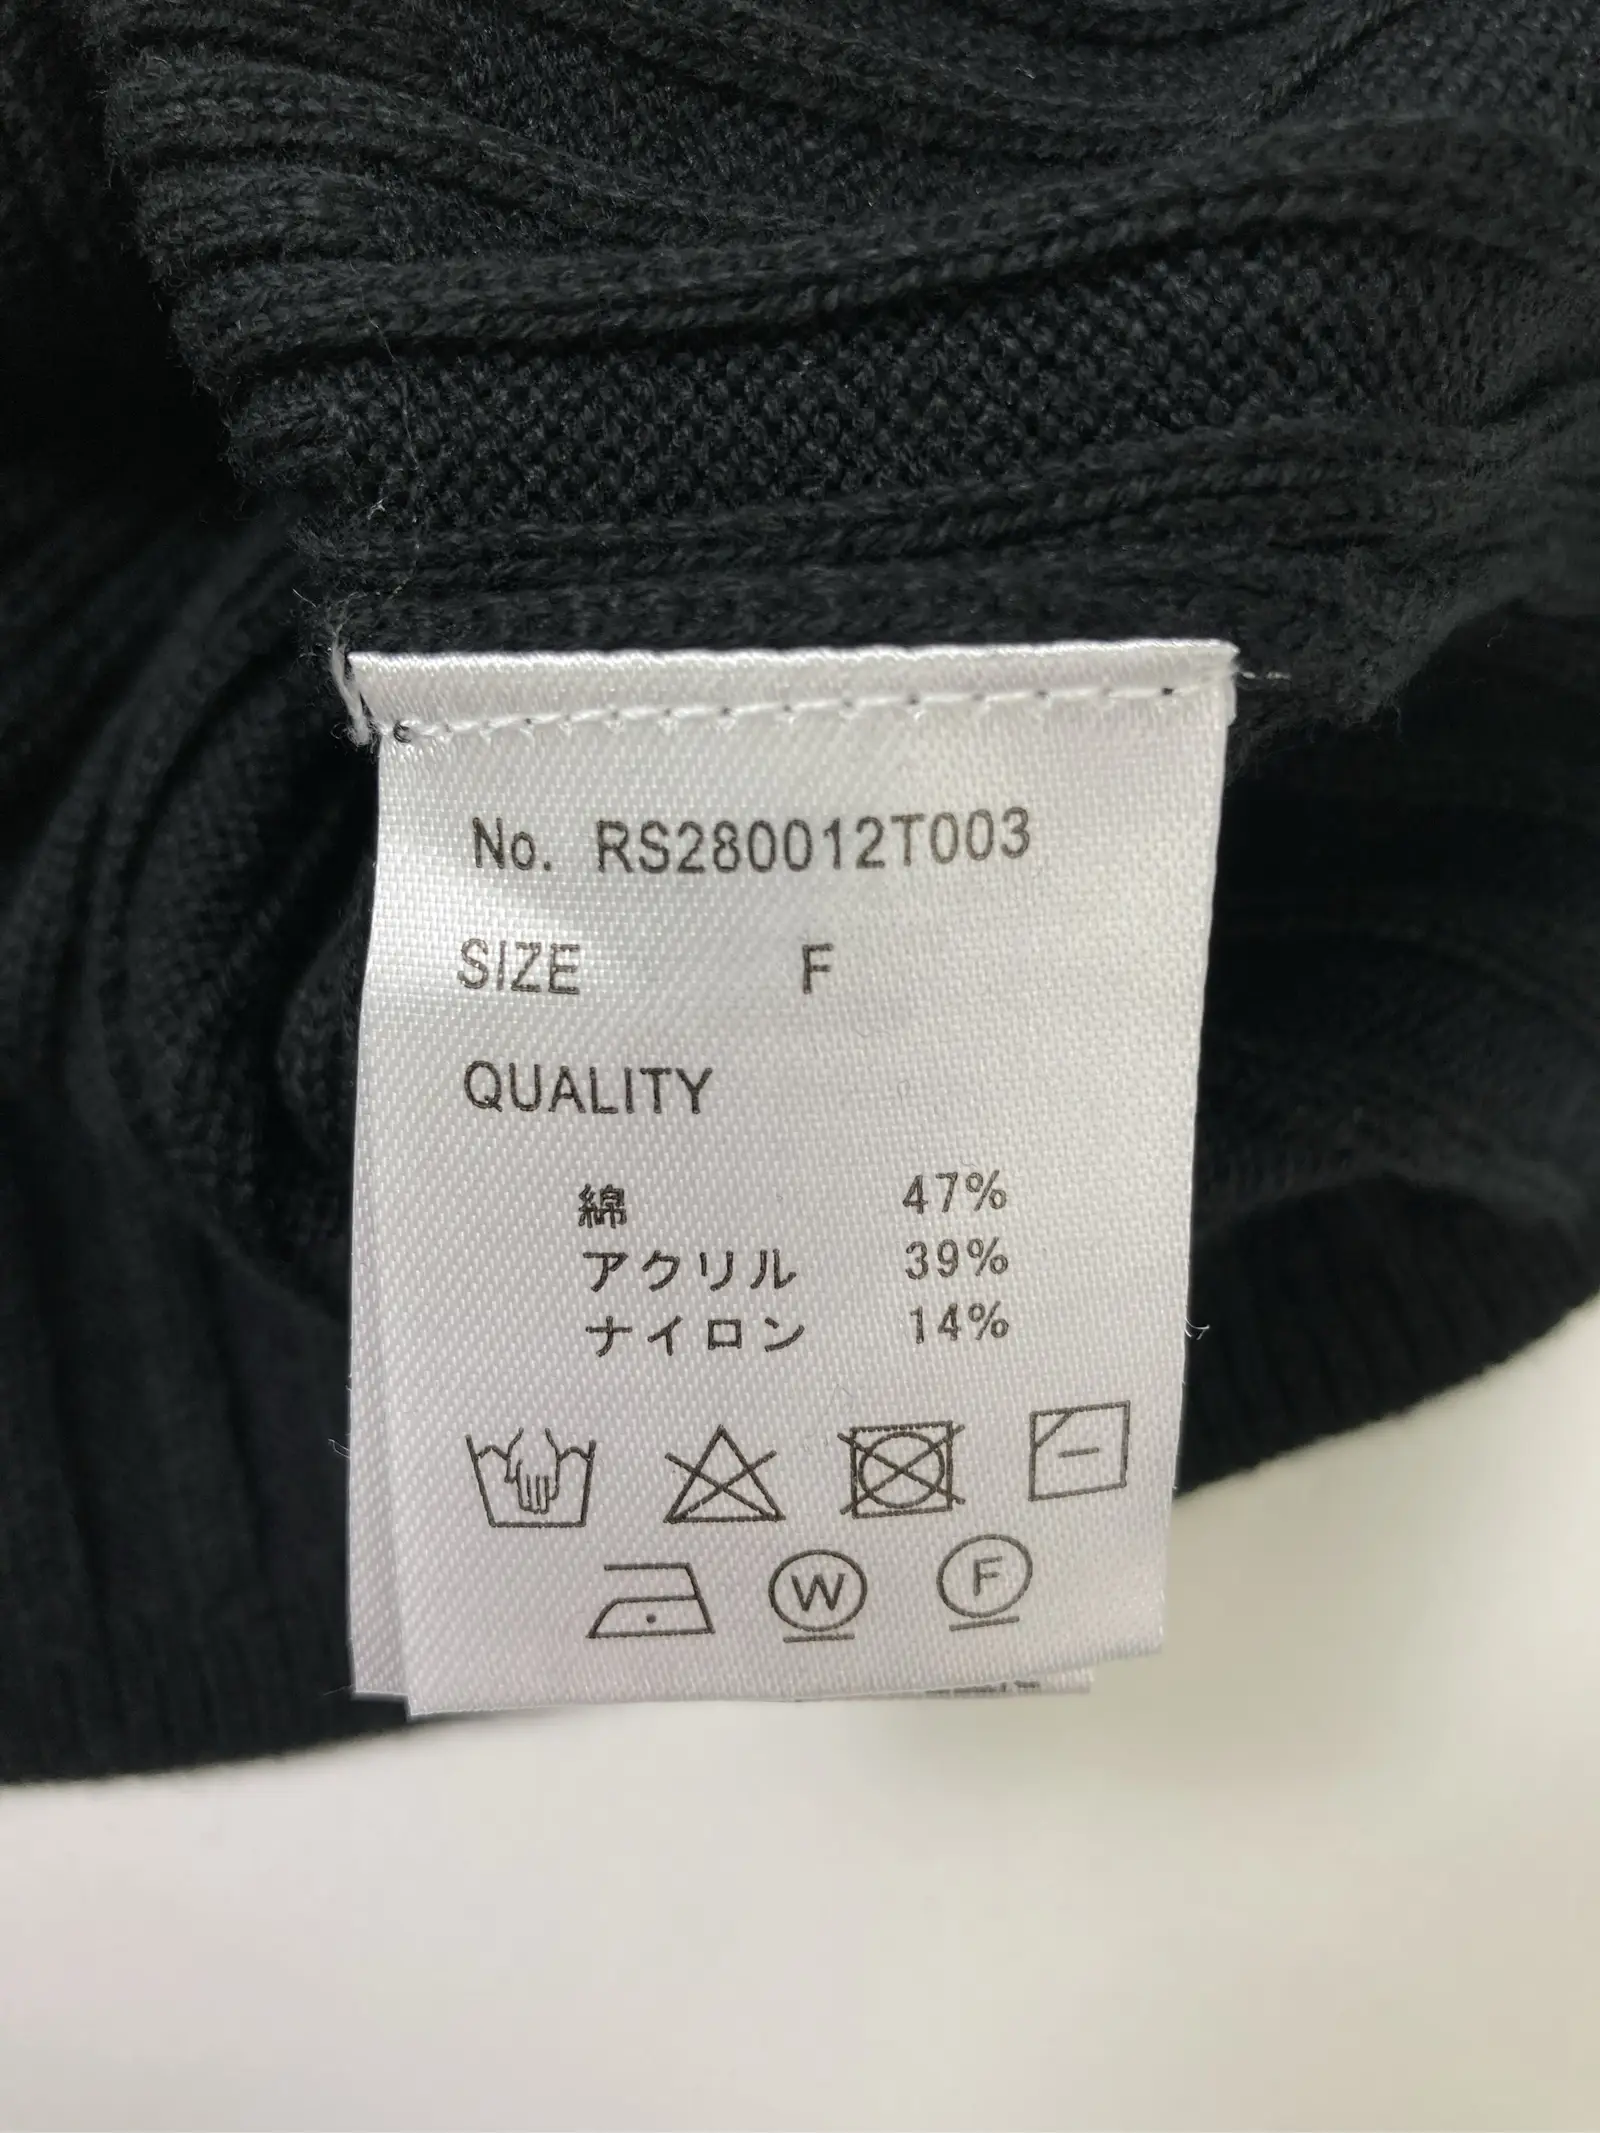 No. RS280012T003
SIZE F
QUALITY
綿 47%
アクリル 39%
ナイロン 14%
W F